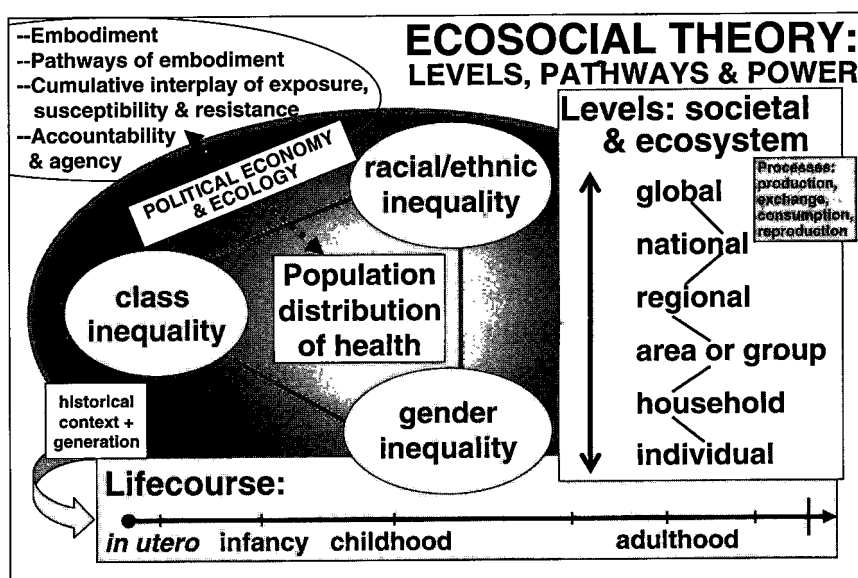 --Embodiment
--Pathways of embodiment
--Cumulative interplay of exposure,
susceptibility & resistance
--Accountability
& agency
ECOSOCIAL THEORY:
LEVELS, PATHWAYS & POWER
POLITICAL ECONOMY
& ECOLOGY
racial/ethnic
inequality
class
inequality
Population
distribution
of health
gender
inequality
historical
context +
generation
Levels: societal
& ecosystem
global
national
regional
area or group
household
individual
Processes:
production,
exchange,
consumption,
reproduction
Lifecourse:
in utero infancy childhood adulthood